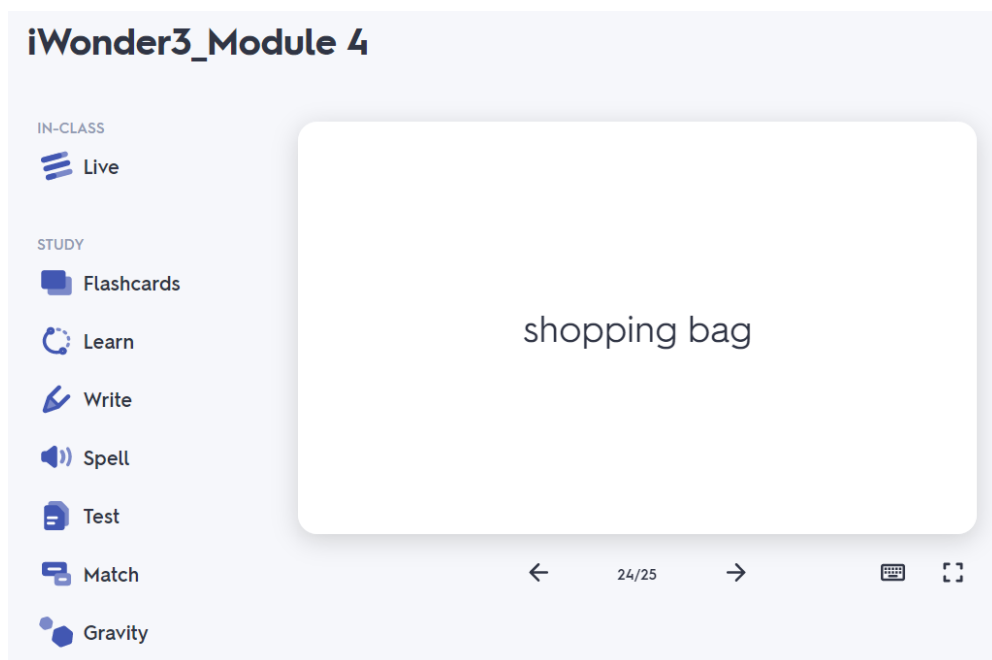 iWonder3_Module 4
IN-CLASS
Live
STUDY
Flashcards
Learn
Write
Spell
Test
Match
Gravity
shopping bag
24/25